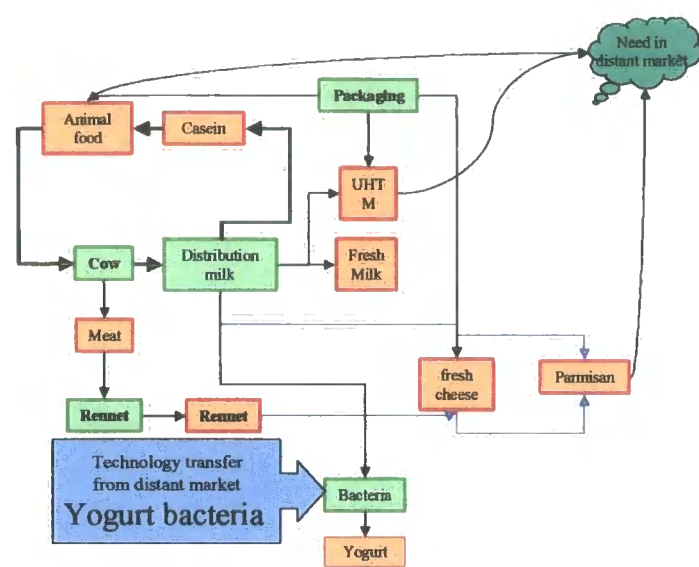 Need in
distant market
Packaging
Animal
food
Casein
UHT
M
Cow
Distribution
milk
Fresh
Milk
Meat
fresh
cheese
Parmisan
Rennet
Rennet
Technology transfer
from distant market
Yogurt bacteria
Bacteria
Yogurt